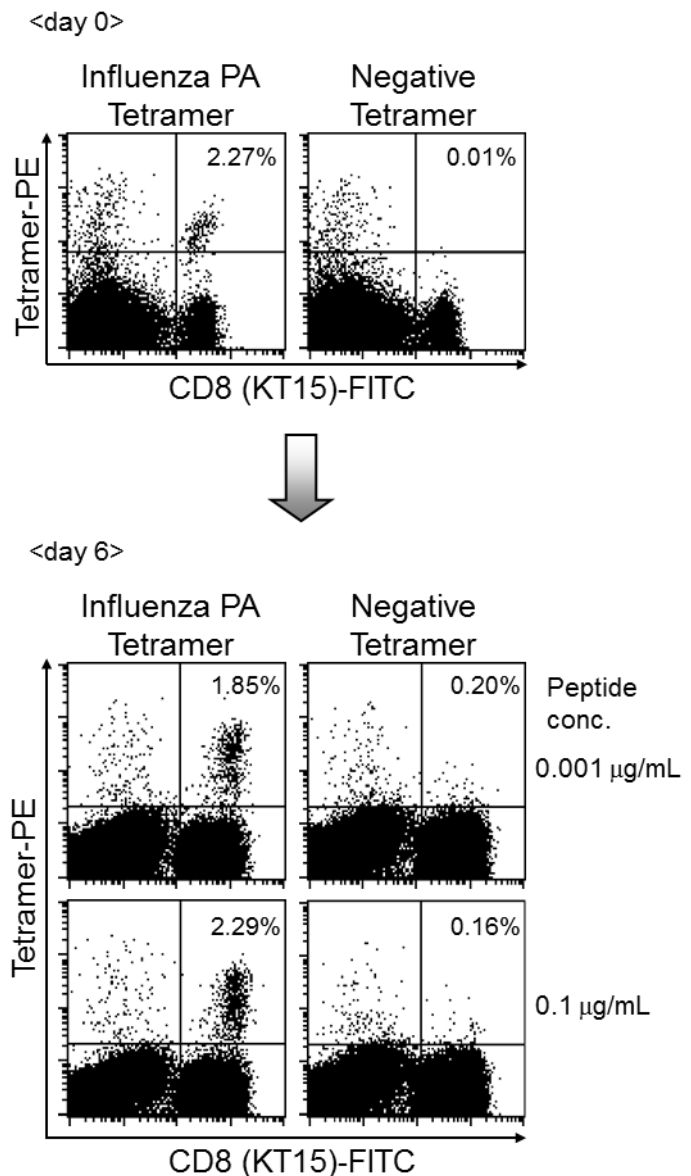 <day 0>
Influenza PA
Tetramer
Negative
Tetramer
2.27%
0.01%
Tetramer-PE
CD8 (KT15)-FITC
<day 6>
Influenza PA
Tetramer
Negative
Tetramer
1.85%
0.20%
Peptide
conc.
0.001 μg/mL
Tetramer-PE
2.29%
0.16%
0.1 μg/mL
CD8 (KT15)-FITC